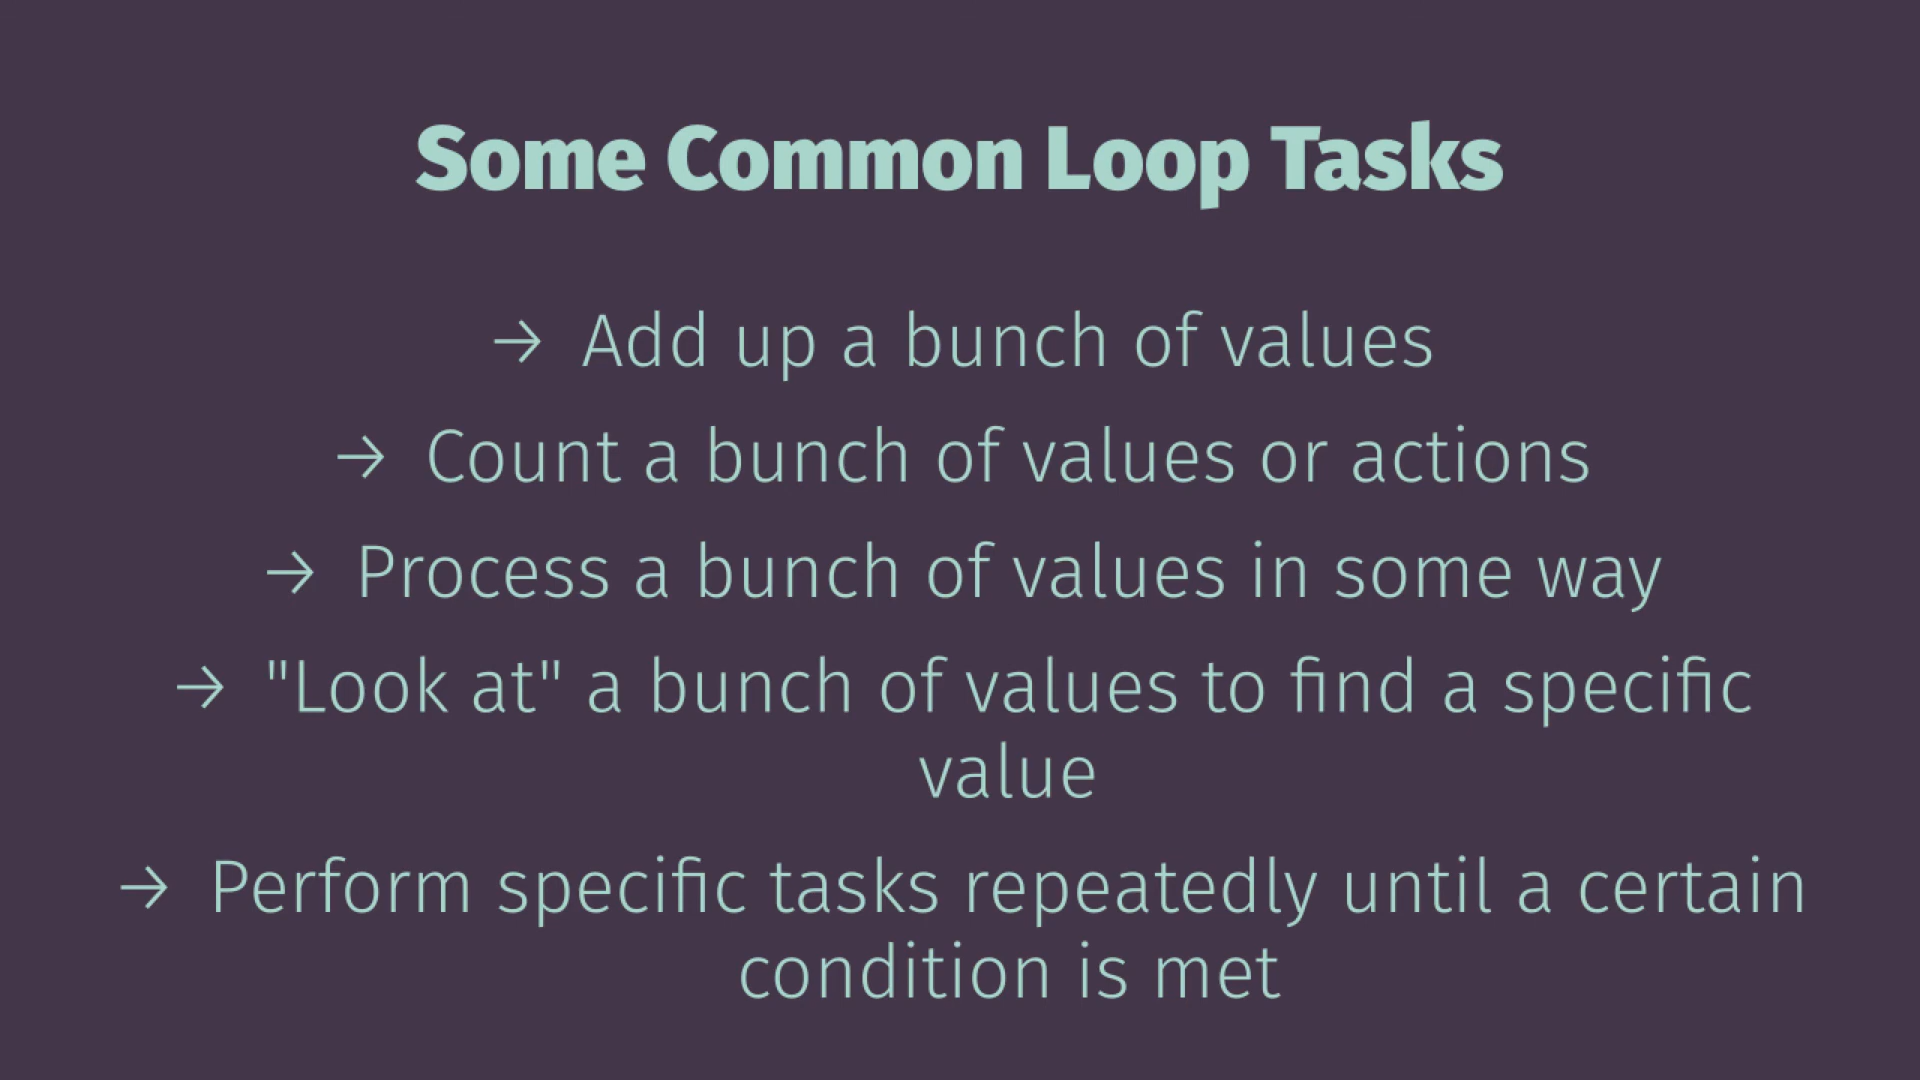 Some Common Loop Tasks
→ Add up a bunch of values
→ Count a bunch of values or actions
→ Process a bunch of values in some way
→ "Look at" a bunch of values to find a specific
value
→ Perform specific tasks repeatedly until a certain
condition is met